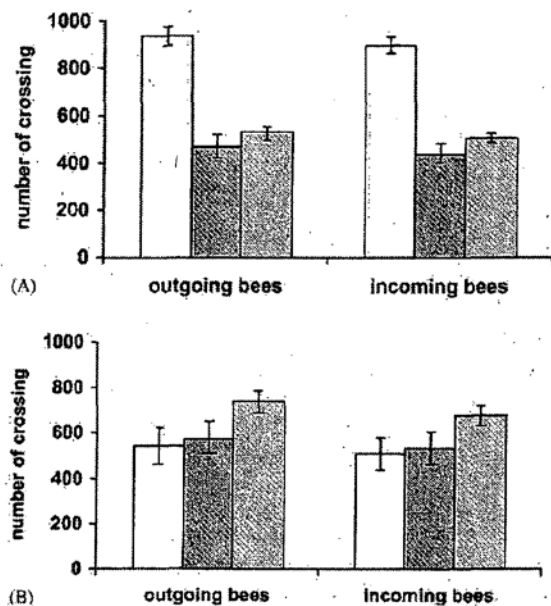 1000
800
600
400
200
0
number of crossing
outgoing bees
incoming bees
(A)
1000
800
600
400
200
0
number of crossing
outgoing bees
incoming bees
(B)